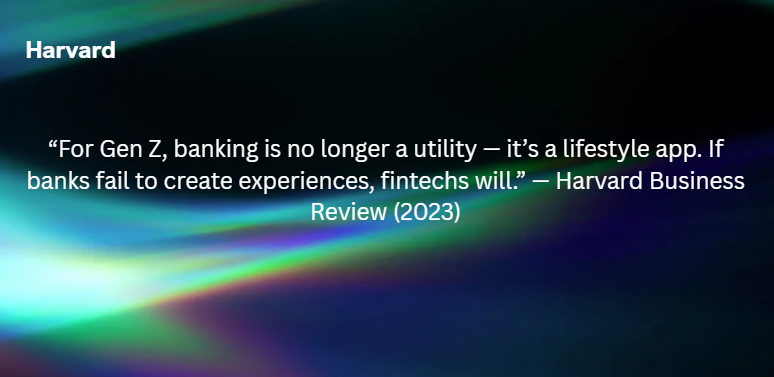 Harvard
“For Gen Z, banking is no longer a utility — it’s a lifestyle app. If
banks fail to create experiences, fintechs will.” — Harvard Business
Review (2023)